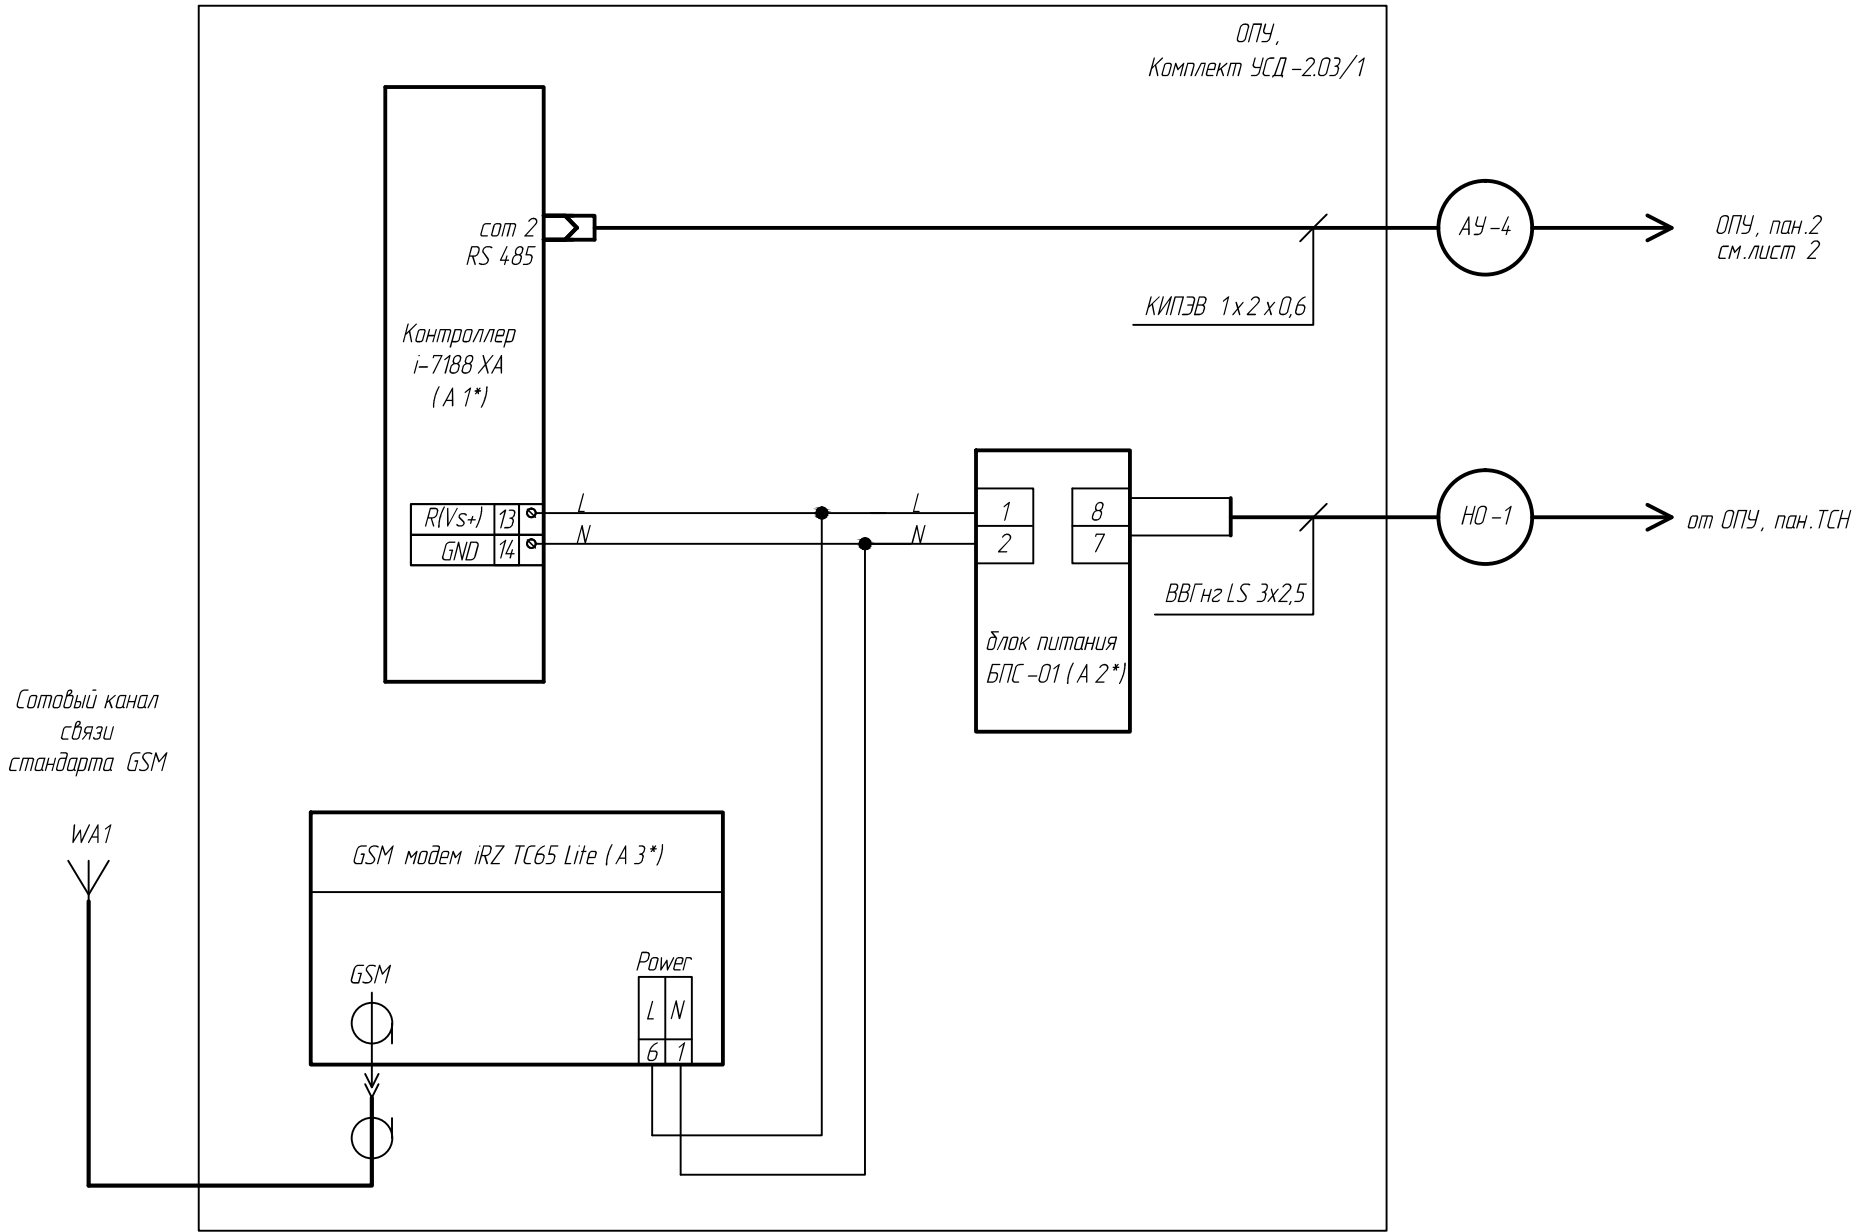 ОПУ,
Комплект УСД-2.03/1
com 2
RS 485
АУ-4
ОПУ, пан.2
см.лист 2
КИПЭВ 1x2x0,6
Контроллер
i-7188 XA
(А 1*)
R(Vs+) 13
GND 14
L
N
L
N
1
2
8
7
НО-1
от ОПУ, пан.ТСН
ВВГнг LS 3x2,5
блок питания
БПС-01 (А 2*)
Сотовый канал
связи
стандарта GSM
WA1
GSM модем iRZ TC65 Lite (А 3*)
GSM
Power
L N
6 1